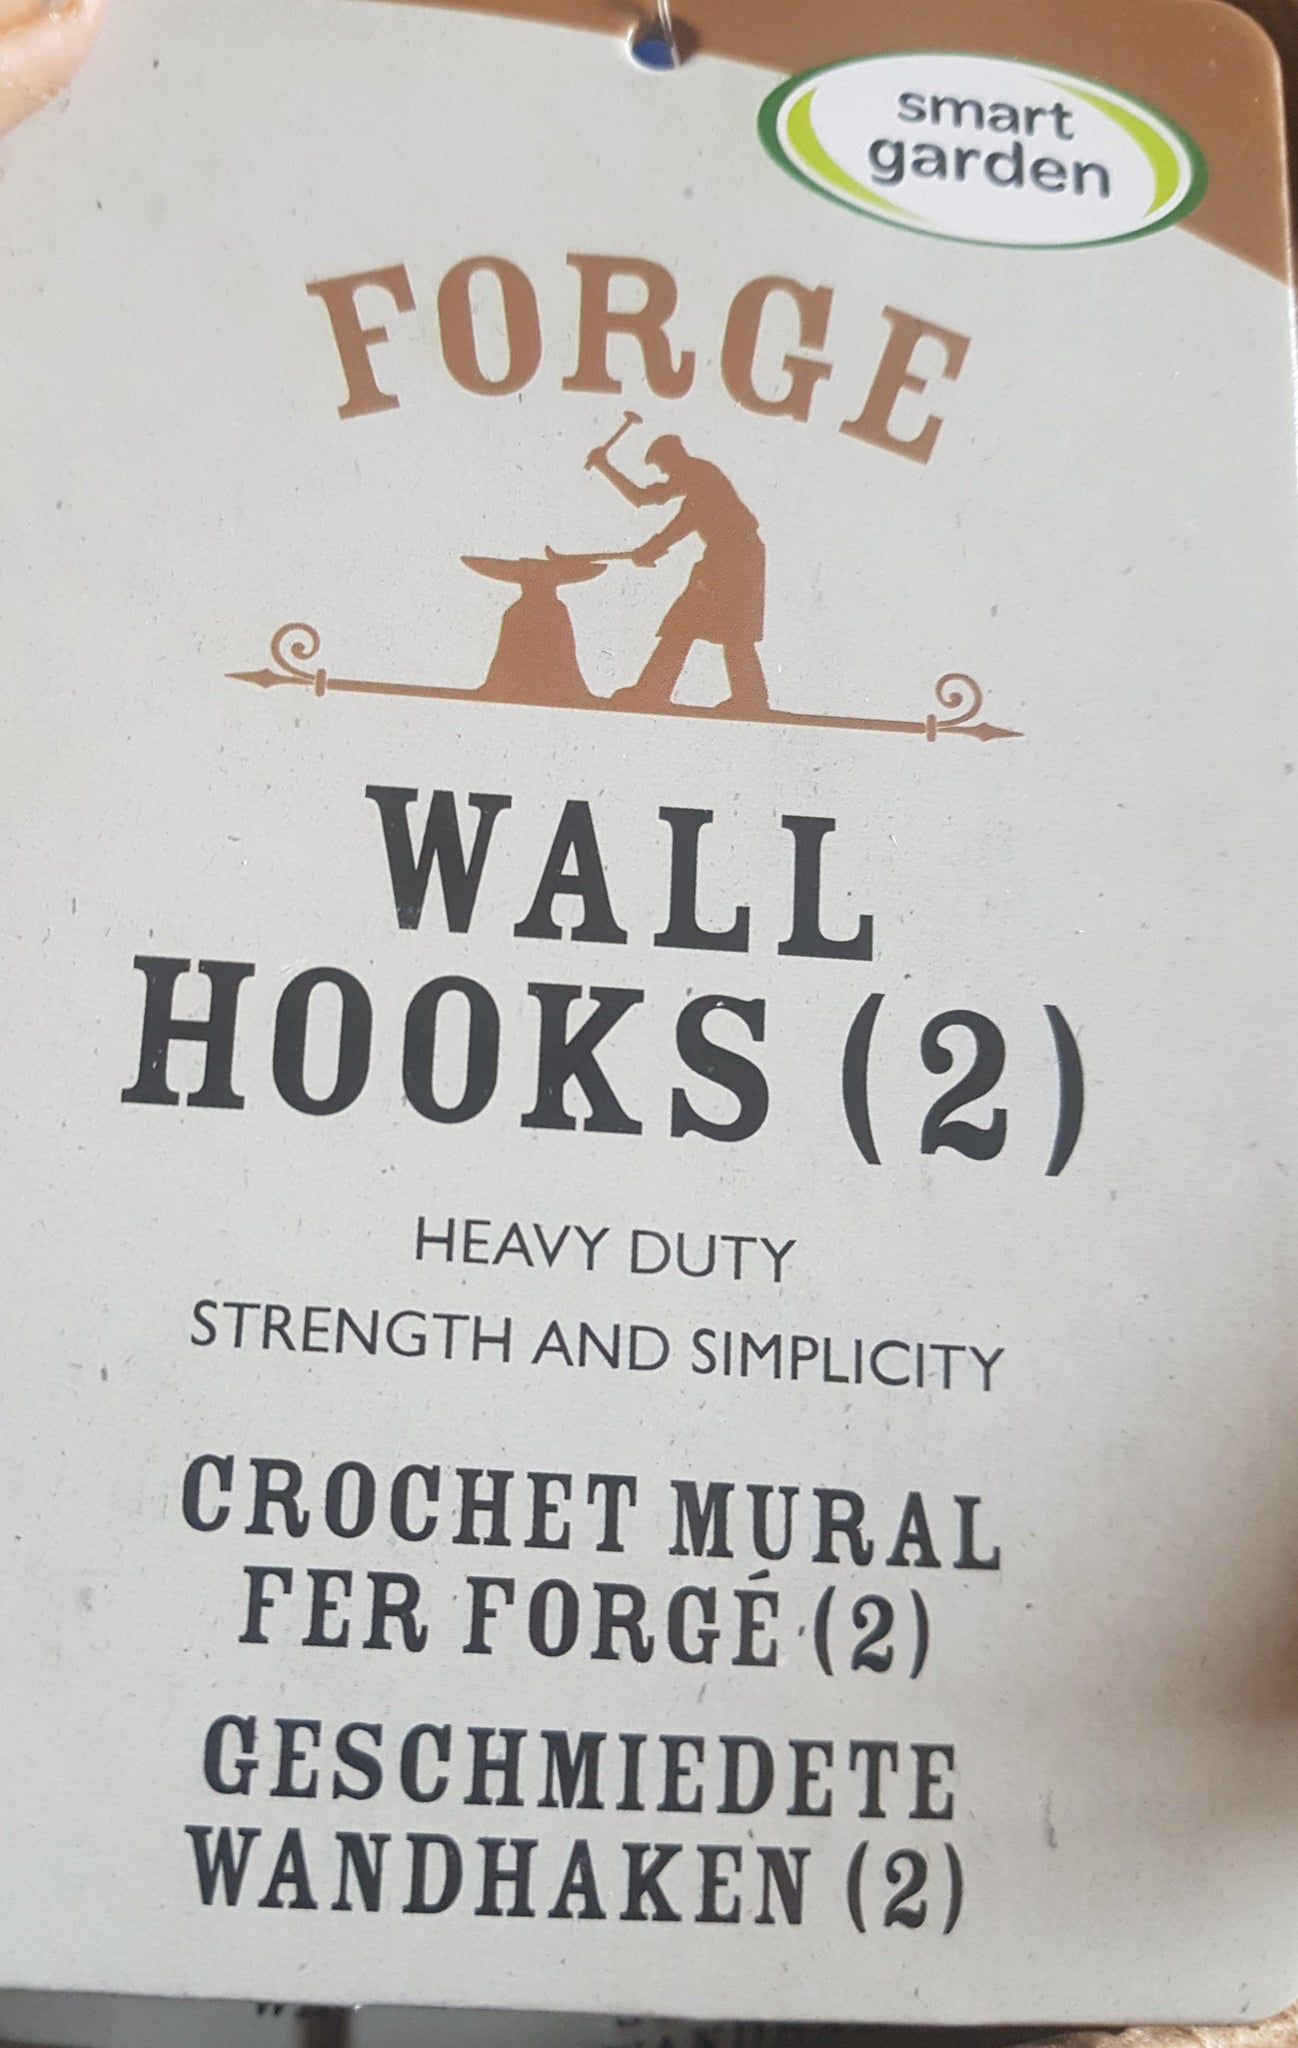 smart
garden
FORGE
WALL
HOOKS (2)
HEAVY DUTY
STRENGTH AND SIMPLICITY
CROCHET MURAL
FER FORGÉ (2)
GESCHMIEDETE
WANDHAKEN (2)